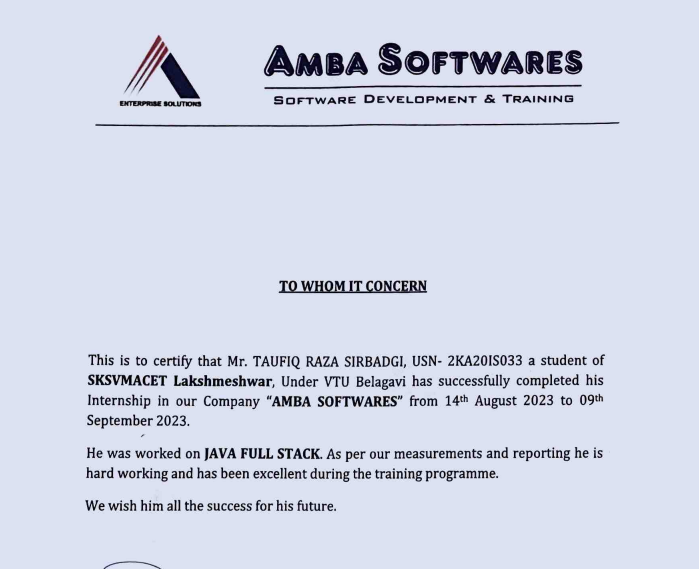 AMBA SOFTWARES
ENTERPRISE SOLUTIONS
SOFTWARE DEVELOPMENT & TRAINING
TO WHOM IT CONCERN
This is to certify that Mr. TAUFIQ RAZA SIRBADGI, USN- 2KA20IS033 a student of
SKSVMACET Lakshmeshwar, Under VTU Belagavi has successfully completed his
Internship in our Company “AMBA SOFTWARES” from 14th August 2023 to 09th
September 2023.
He was worked on JAVA FULL STACK. As per our measurements and reporting he is
hard working and has been excellent during the training programme.
We wish him all the success for his future.